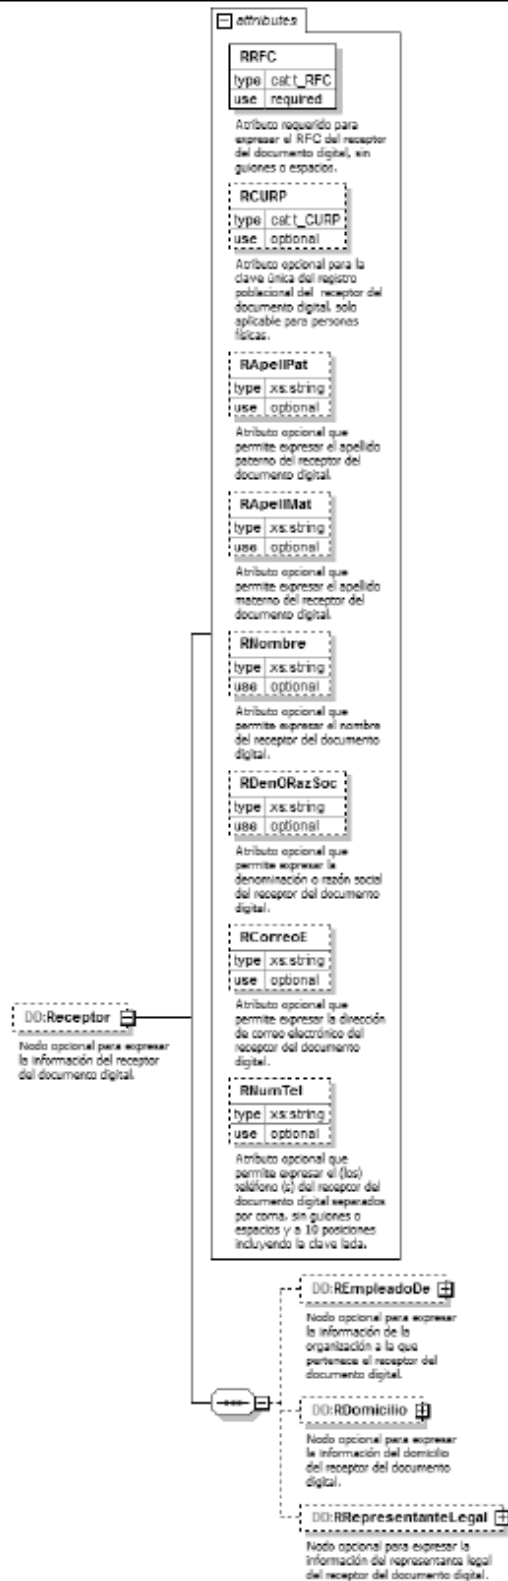 attributes
RRFC
type catt_RFC
use required
Atributo requerido para
expresar el RFC del receptor
del documento digital, sin
guiones o espacios.
RCURP
type catt_CURP
use optional
Atributo opcional para la
clave única del registro
poblacional del receptor del
documento digital, solo
aplicable para personas
físicas.
RApellPat
type xs:string
use optional
Atributo opcional que
permite expresar el apellido
paterno del receptor del
documento digital.
RApellMat
type xs:string
use optional
Atributo opcional que
permite expresar el apellido
materno del receptor del
documento digital.
RNombre
type xs:string
use optional
Atributo opcional que
permite expresar el nombre
del receptor del documento
digital.
RDenORazSoc
type xs:string
use optional
Atributo opcional que
permite expresar la
denominación o razón social
del receptor del documento
digital.
RCorreoE
type xs:string
use optional
Atributo opcional que
permite expresar la dirección
de correo electrónico del
receptor del documento
digital.
RNumTel
type xs:string
use optional
Atributo opcional que
permite expresar el (los)
teléfono (s) del receptor del
documento digital separados
por coma, sin guiones o
espacios y a 10 posiciones
incluyendo la clave lada.
DD:Receptor
Nodo opcional para expresar
la información del receptor
del documento digital.
DD:REmpleadoDe
Nodo opcional para expresar
la información de la
organización a la que
pertenece el receptor del
documento digital.
DD:RDomicilio
Nodo opcional para expresar
la información del domicilio
del receptor del documento
digital.
DD:RRepresentanteLegal
Nodo opcional para expresar la
información del representante legal
del receptor del documento digital.